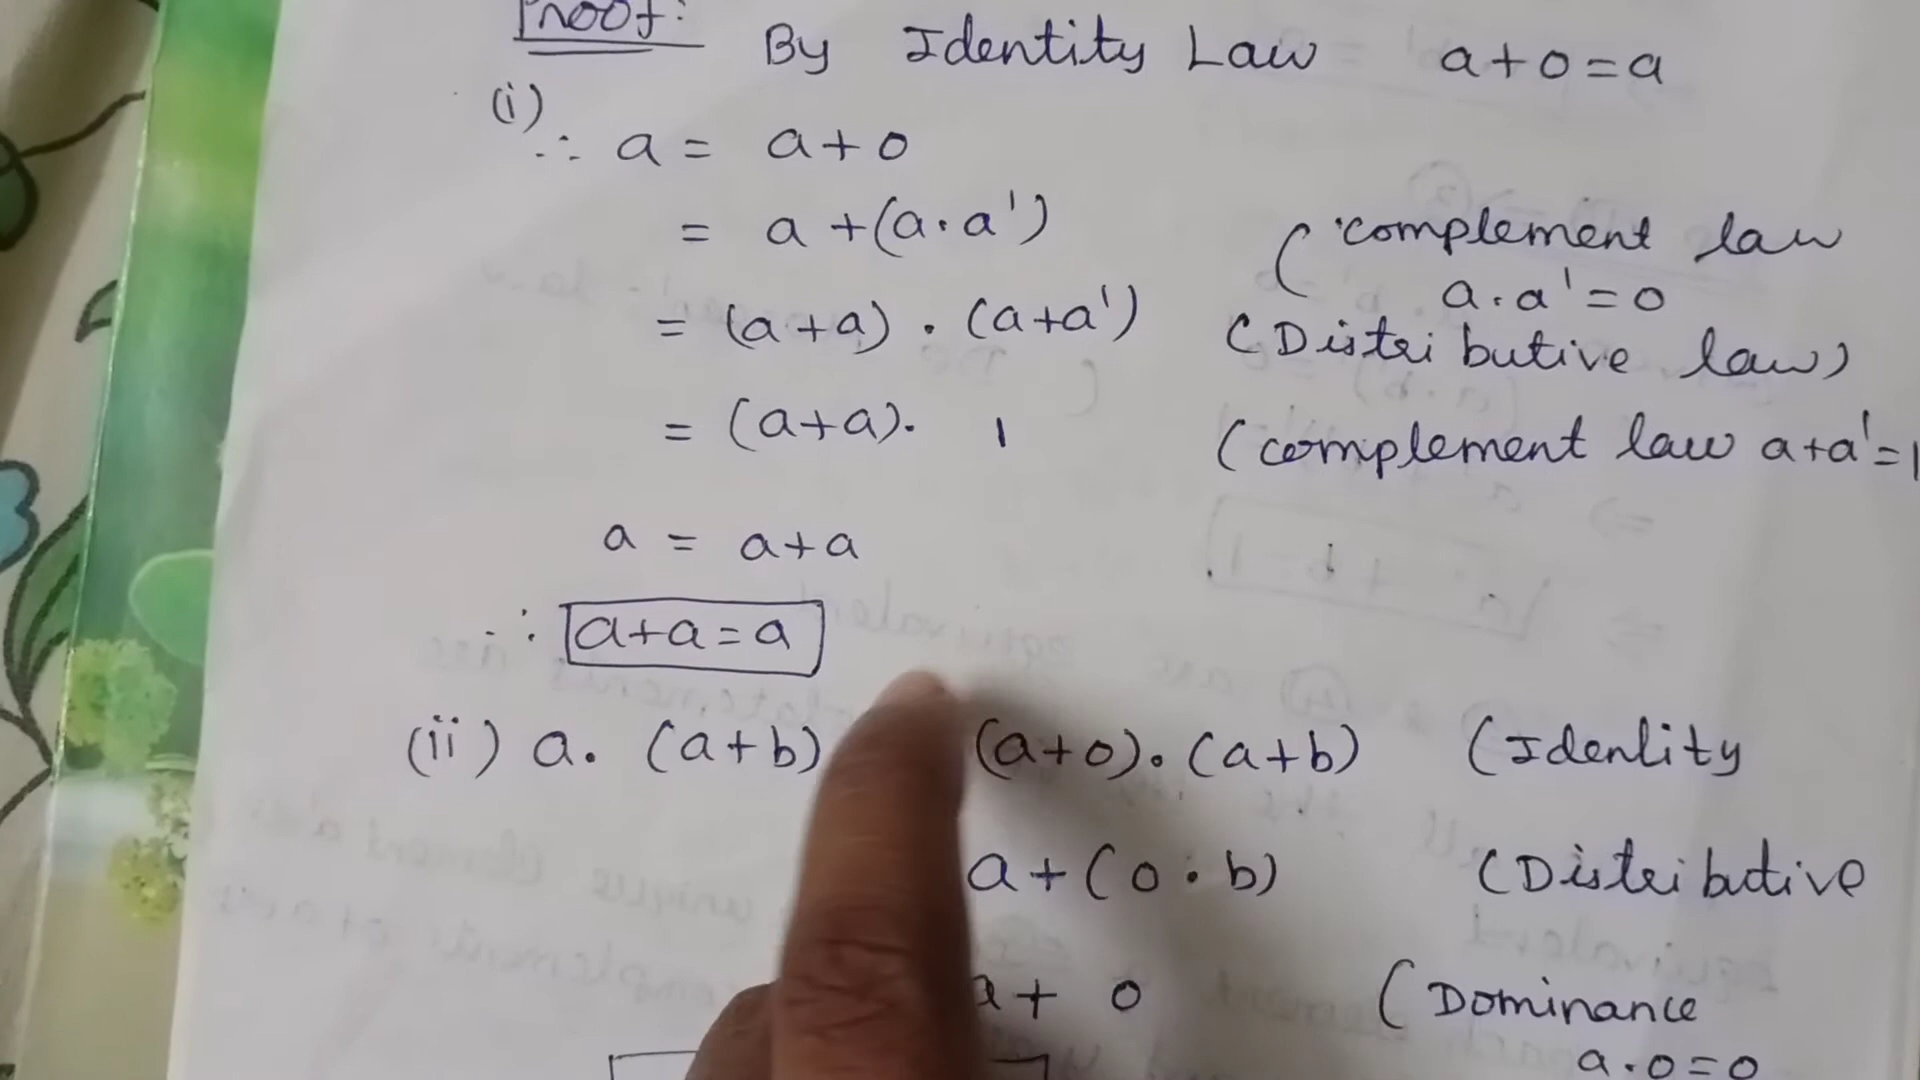 Proof: By Identity Law a+0=a
(i) ∴ a = a+0
= a+(a·a') (complement law
a·a'=0
= (a+a)·(a+a') (Distributive law)
= (a+a)· 1 (complement law a+a'=1
a = a+a
∴ a+a=a
(ii) a·(a+b) (a+0)·(a+b) (Identity
a+(0·b) (Distributive
a+ 0 (Dominance
a·0=0